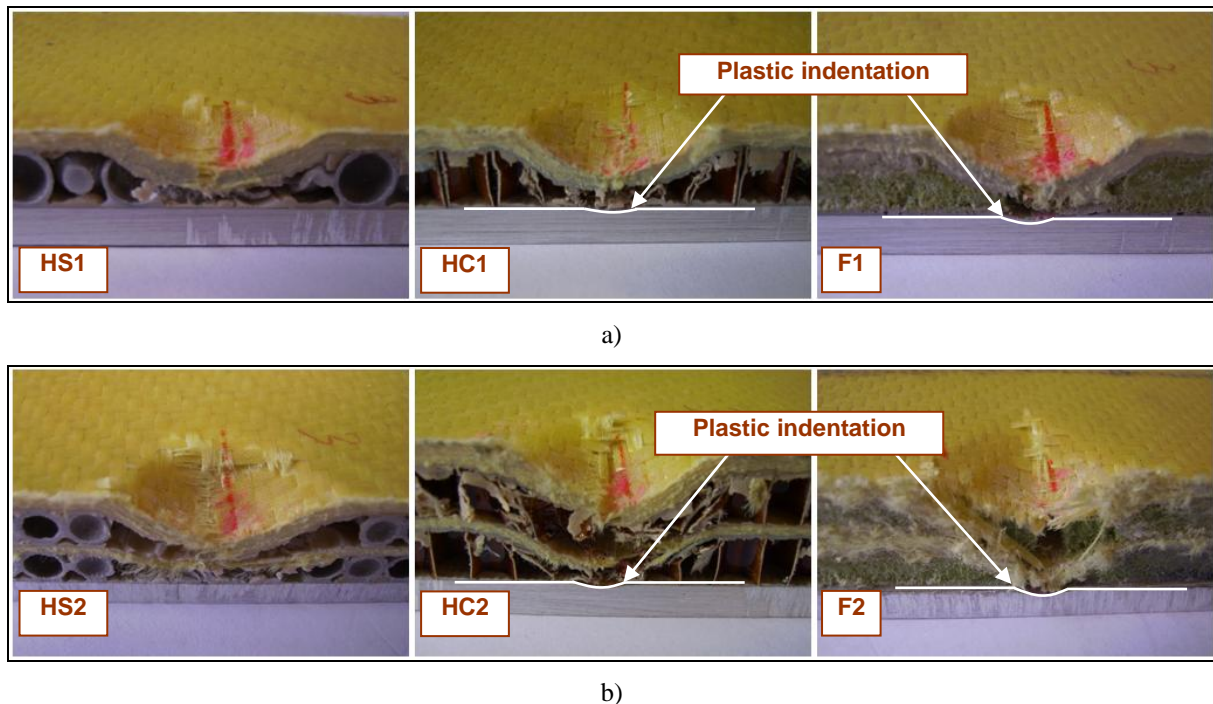 Plastic indentation
HS1
HC1
F1
a)
Plastic indentation
HS2
HC2
F2
b)